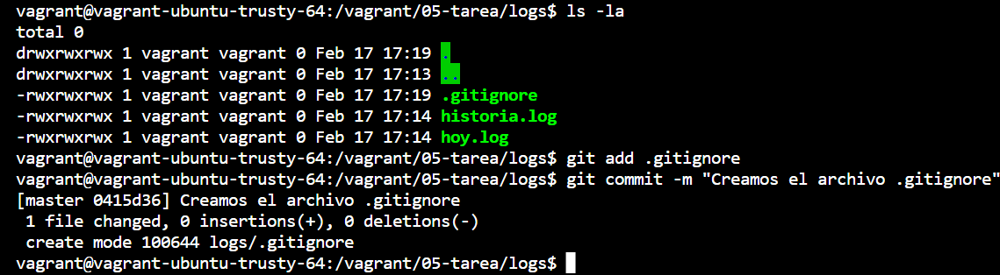 vagrant@vagrant-ubuntu-trusty-64:/vagrant/05-tarea/logs$ ls -la
total 0
drwxrwxrwx 1 vagrant vagrant 0 Feb 17 17:19 .
drwxrwxrwx 1 vagrant vagrant 0 Feb 17 17:13 ..
-rwxrwxrwx 1 vagrant vagrant 0 Feb 17 17:19 .gitignore
-rwxrwxrwx 1 vagrant vagrant 0 Feb 17 17:14 historia.log
-rwxrwxrwx 1 vagrant vagrant 0 Feb 17 17:14 hoy.log
vagrant@vagrant-ubuntu-trusty-64:/vagrant/05-tarea/logs$ git add .gitignore
vagrant@vagrant-ubuntu-trusty-64:/vagrant/05-tarea/logs$ git commit -m "Creamos el archivo .gitignore"
[master 0415d36] Creamos el archivo .gitignore
 1 file changed, 0 insertions(+), 0 deletions(-)
 create mode 100644 logs/.gitignore
vagrant@vagrant-ubuntu-trusty-64:/vagrant/05-tarea/logs$